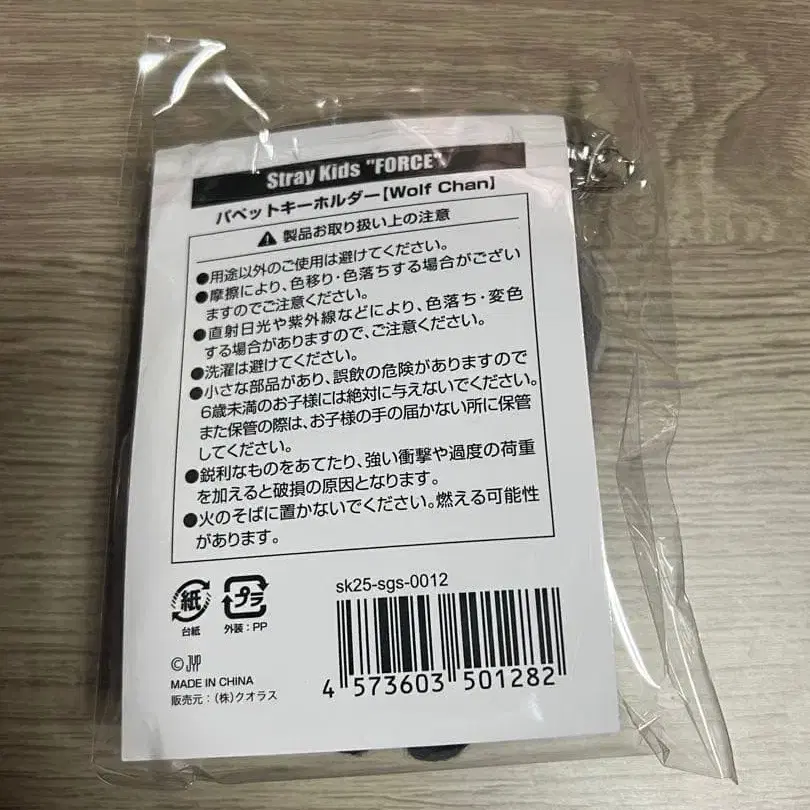 Stray Kids "FORCE"
パペットキーホルダー【Wolf Chan】
製品お取り扱い上の注意
●用途以外のご使用は避けてください。
●摩擦により、色移り・色落ちする場合がござい
ますのでご注意ください。
●直射日光や紫外線などにより、色落ち・変色
する場合がありますので、ご注意ください。
●洗濯は避けてください。
●小さな部品があり、誤飲の危険がありますので
6歳未満のお子様には絶対に与えないでください。
また保管の際は、お子様の手の届かない所に保管
してください。
●鋭利なものをあてたり、強い衝撃や過度の荷重
を加えると破損の原因となります。
●火のそばに置かないでください。燃える可能性
があります。
紙
台紙
プラ
外装:PP
sk25-sgs-0012
4 573603 501282
© JYP
MADE IN CHINA
販売元:(株)クオラス